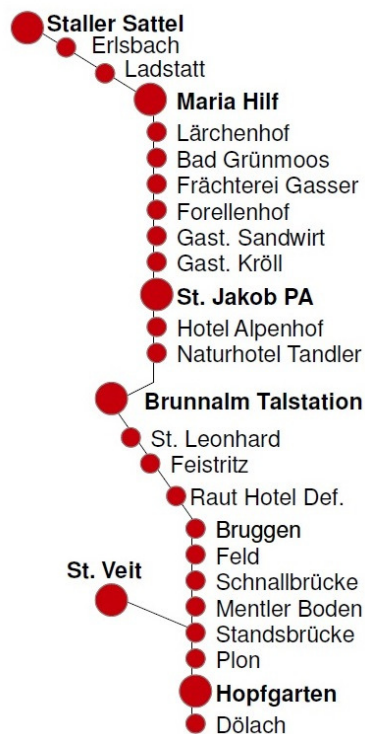 Staller Sattel
Erlsbach
Ladstatt
Maria Hilf
Lärchenhof
Bad Grünmoos
Frächterei Gasser
Forellenhof
Gast. Sandwirt
Gast. Kröll
St. Jakob PA
Hotel Alpenhof
Naturhotel Tandler
Brunnalm Talstation
St. Leonhard
Feistritz
Raut Hotel Def.
Bruggen
Feld
St. Veit
Schnallbrücke
Mentler Boden
Standsbrücke
Plon
Hopfgarten
Dölach